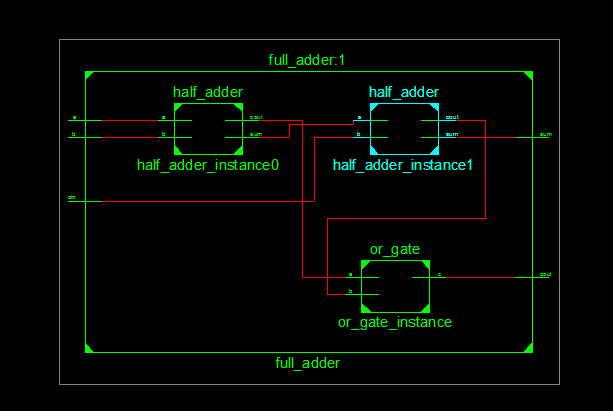 full_adder:1
half_adder
half_adder
a
a
cout
a
cout
b
b
sum
b
sum
sum
half_adder_instance0
half_adder_instance1
cin
or_gate
a
c
cout
b
or_gate_instance
full_adder